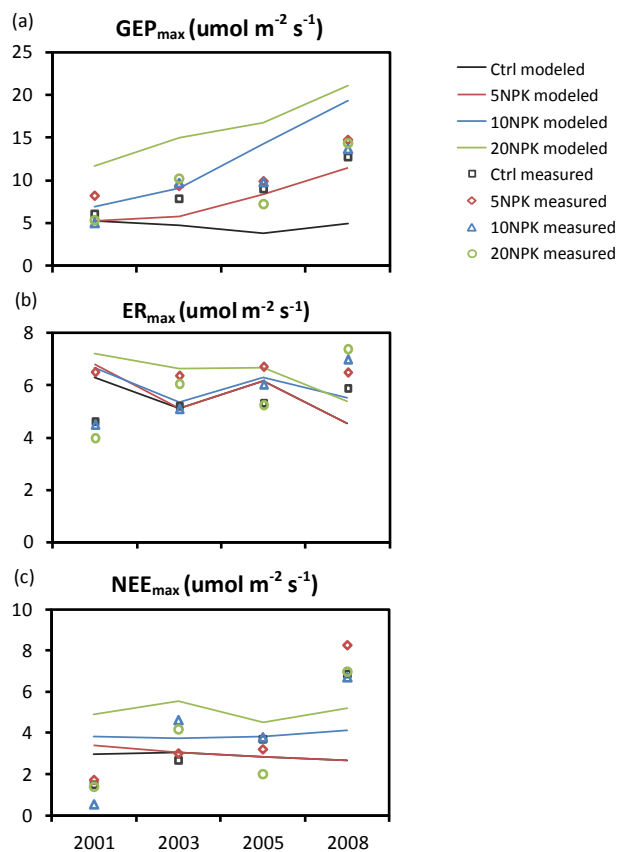 (a)
GEPmax (umol m-2 s-1)
25
20
15
10
5
0
Ctrl modeled
5NPK modeled
10NPK modeled
20NPK modeled
Ctrl measured
5NPK measured
10NPK measured
20NPK measured
(b)
ERmax (umol m-2 s-1)
8
6
4
2
0
(c)
NEEmax (umol m-2 s-1)
10
8
6
4
2
0
2001 2003 2005 2008